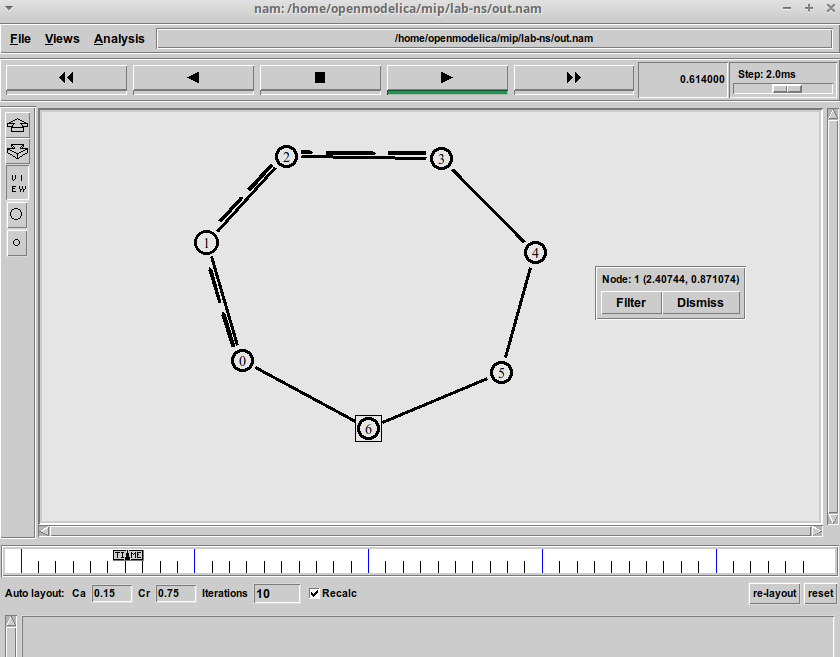 nam: /home/openmodelica/mip/lab-ns/out.nam
File Views Analysis /home/openmodelica/mip/lab-ns/out.nam
0.614000 Step: 2.0ms
VI
EW
2 3
1 4
Node: 1 (2.40744, 0.871074)
Filter Dismiss
0 5
6
TIME
Auto layout: Ca 0.15 Cr 0.75 Iterations 10 Recalc re-layout reset